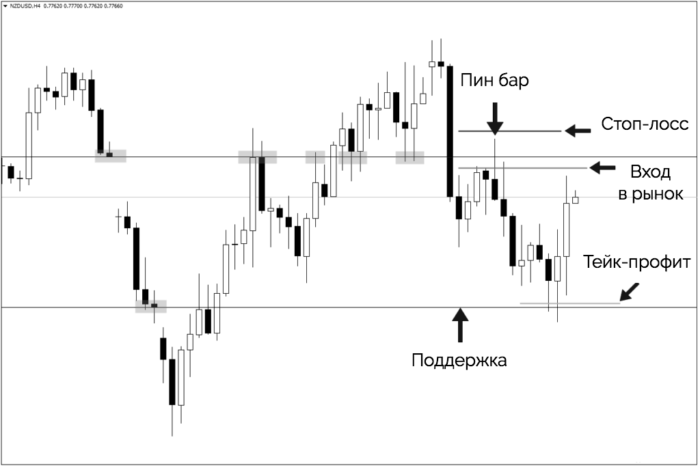 NZDUSD,H4 0.77620 0.77700 0.77620 0.77660
Пин бар
Стоп-лосс
Вход
в рынок
Тейк-профит
Поддержка